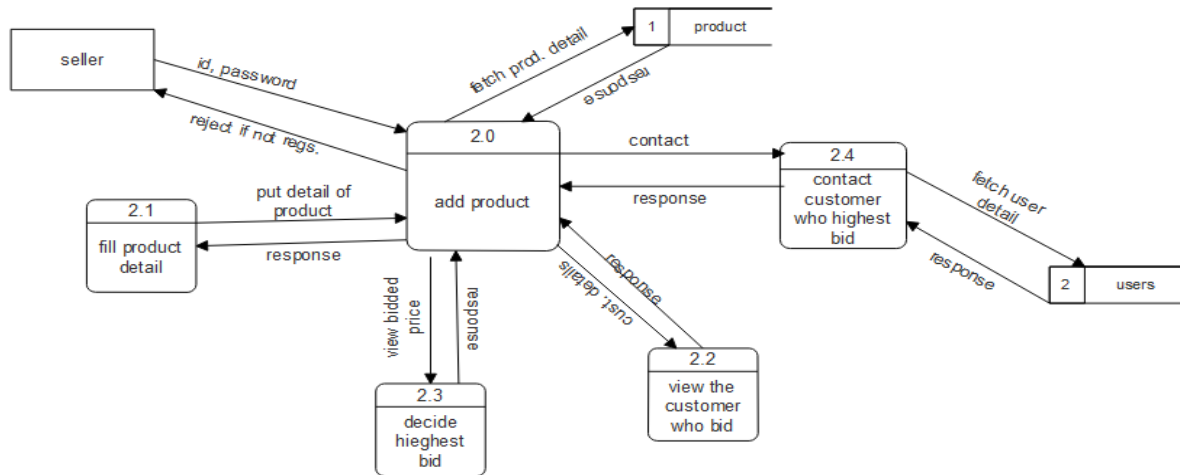 1
product
seller
id, password
fetch prod. detail
response
reject if not regs.
2.0
add product
contact
response
2.4
contact
customer
who highest
bid
fetch user
detail
response
2
users
put detail of
product
2.1
fill product
detail
response
view bidded
price
response
cust. details
response
2.3
decide
hieghest
bid
2.2
view the
customer
who bid